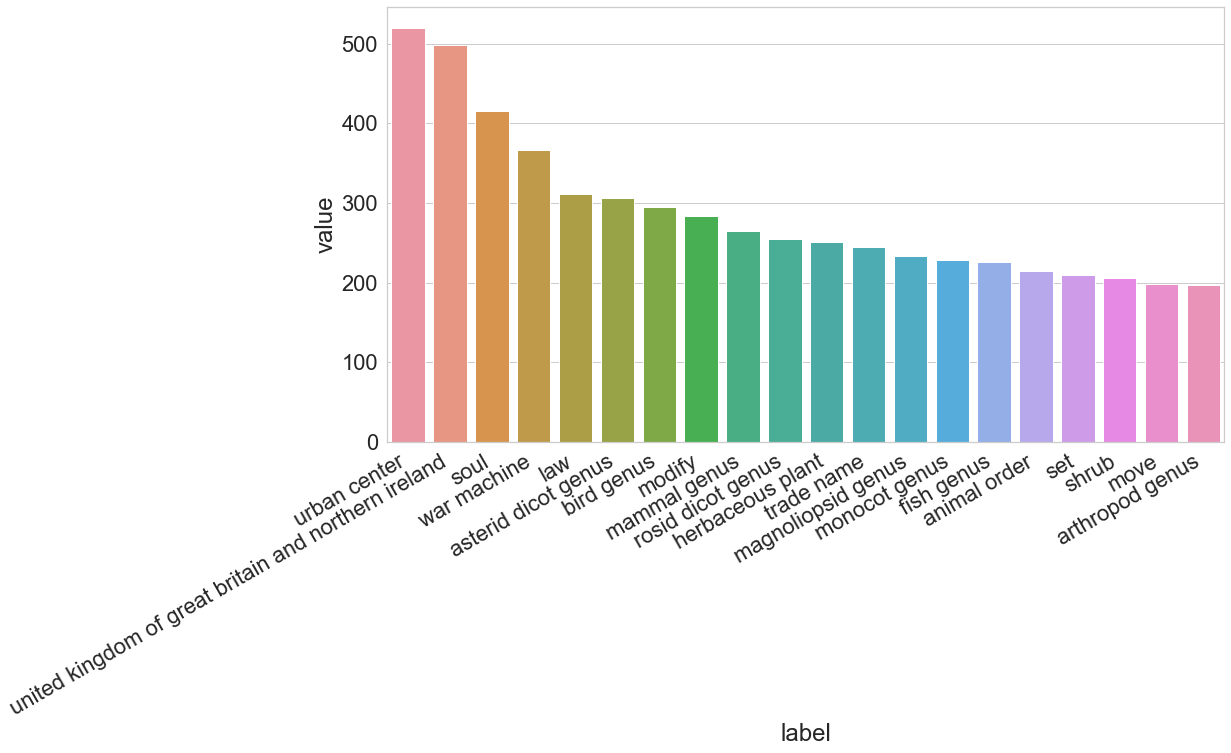 500
400
300
200
100
0
value
urban center
united kingdom of great britain and northern ireland
soul
war machine
law
asterid dicot genus
bird genus
modify
mammal genus
rosid dicot genus
herbaceous plant
trade name
magnoliopsid genus
monocot genus
fish genus
animal order
set
shrub
move
arthropod genus
label